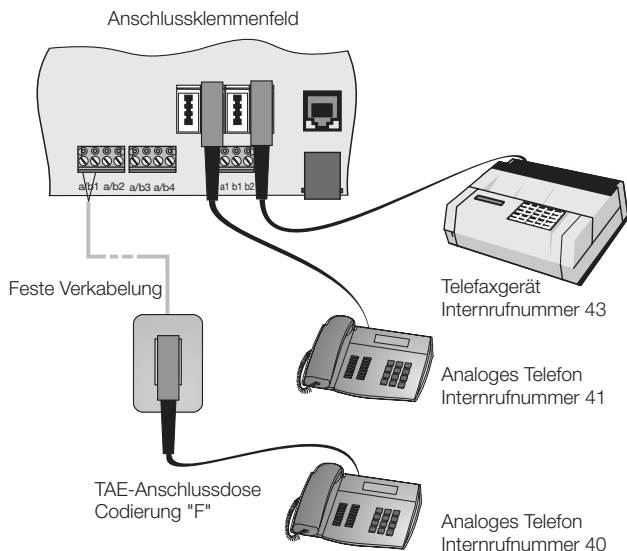 Anschlussklemmenfeld
a/b1 a/b2 a/b3 a/b4
a1 b1 b2
Feste Verkabelung
Telefaxgerät
Internrufnummer 43
Analoges Telefon
Internrufnummer 41
TAE-Anschlussdose
Codierung "F"
Analoges Telefon
Internrufnummer 40